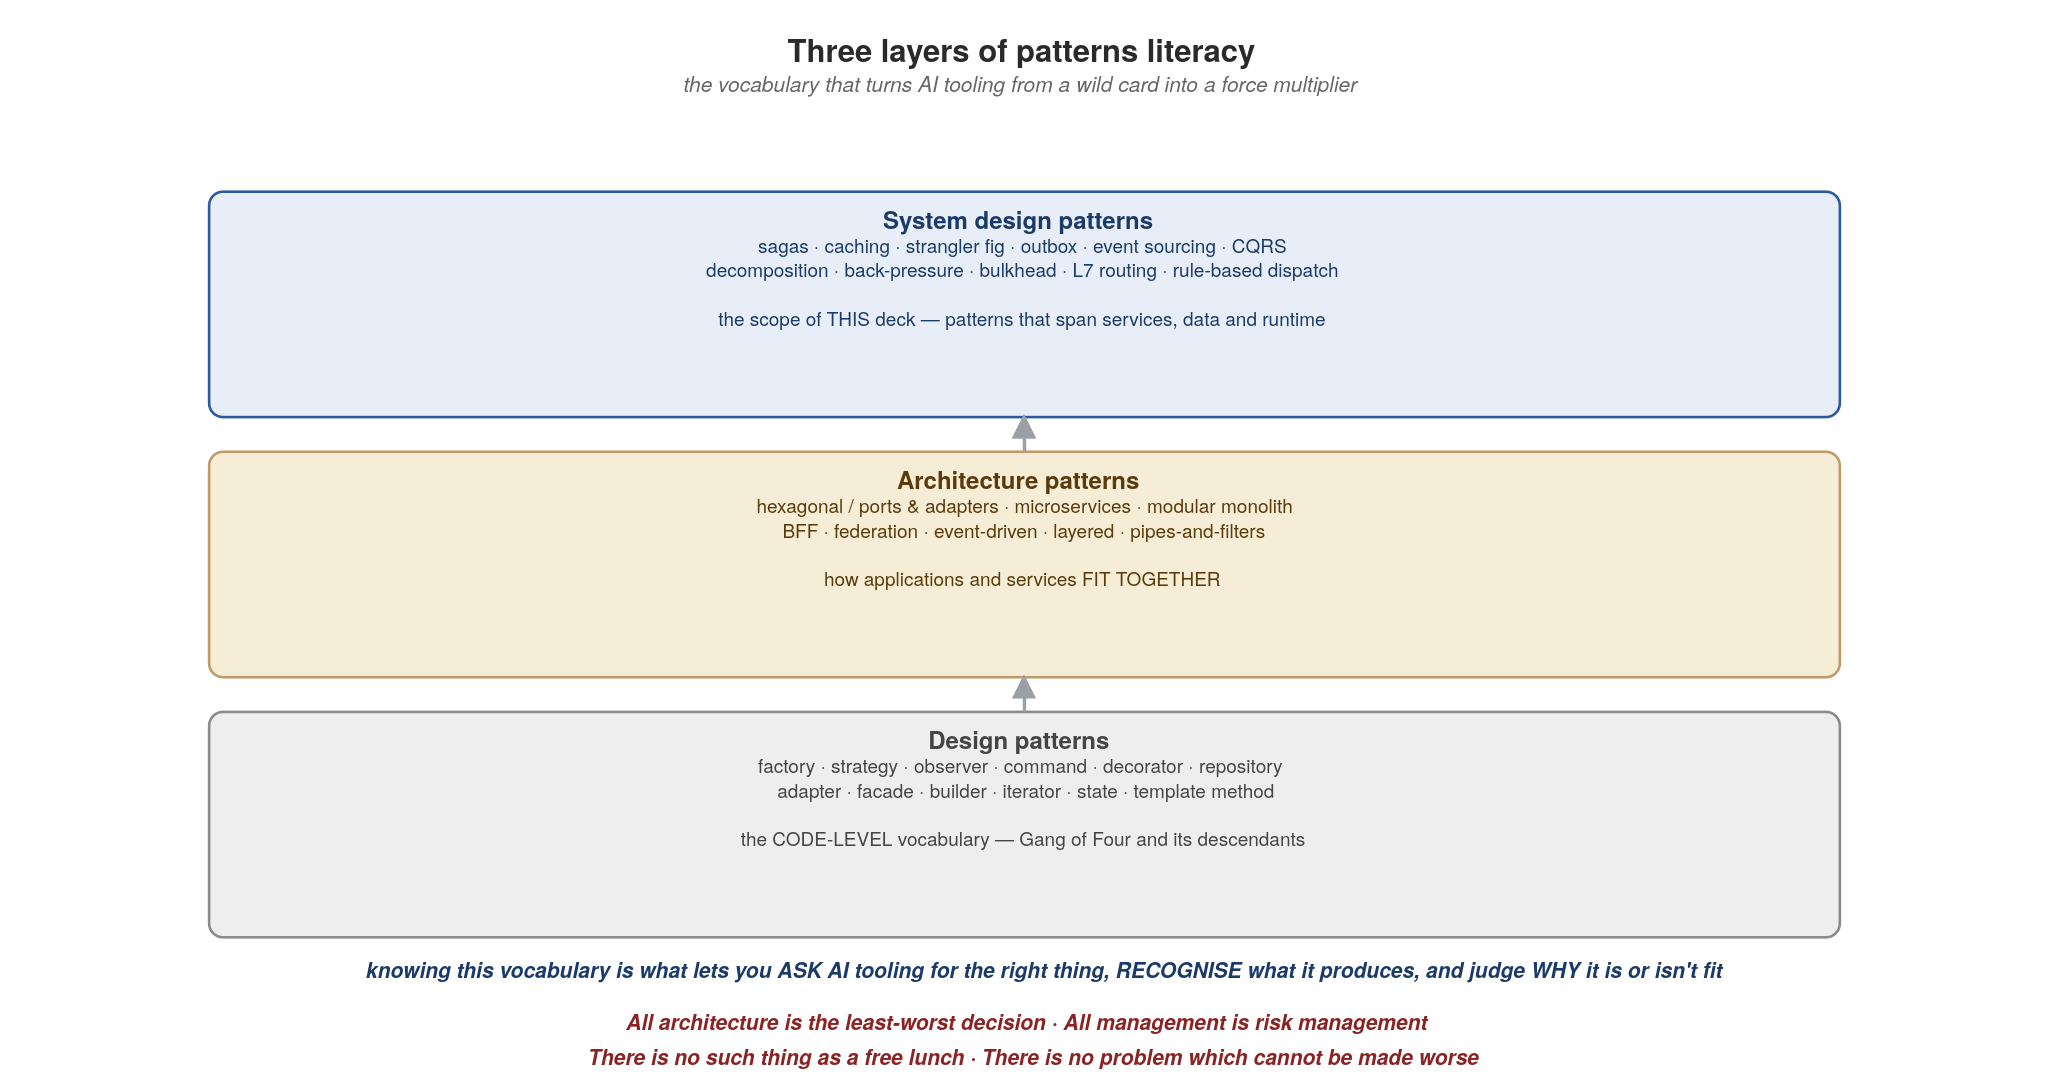 Three layers of patterns literacy
the vocabulary that turns AI tooling from a wild card into a force multiplier
System design patterns
sagas · caching · strangler fig · outbox · event sourcing · CQRS
decomposition · back-pressure · bulkhead · L7 routing · rule-based dispatch
the scope of THIS deck — patterns that span services, data and runtime
Architecture patterns
hexagonal / ports & adapters · microservices · modular monolith
BFF · federation · event-driven · layered · pipes-and-filters
how applications and services FIT TOGETHER
Design patterns
factory · strategy · observer · command · decorator · repository
adapter · facade · builder · iterator · state · template method
the CODE-LEVEL vocabulary — Gang of Four and its descendants
knowing this vocabulary is what lets you ASK AI tooling for the right thing, RECOGNISE what it produces, and judge WHY it is or isn't fit
All architecture is the least-worst decision · All management is risk management
There is no such thing as a free lunch · There is no problem which cannot be made worse